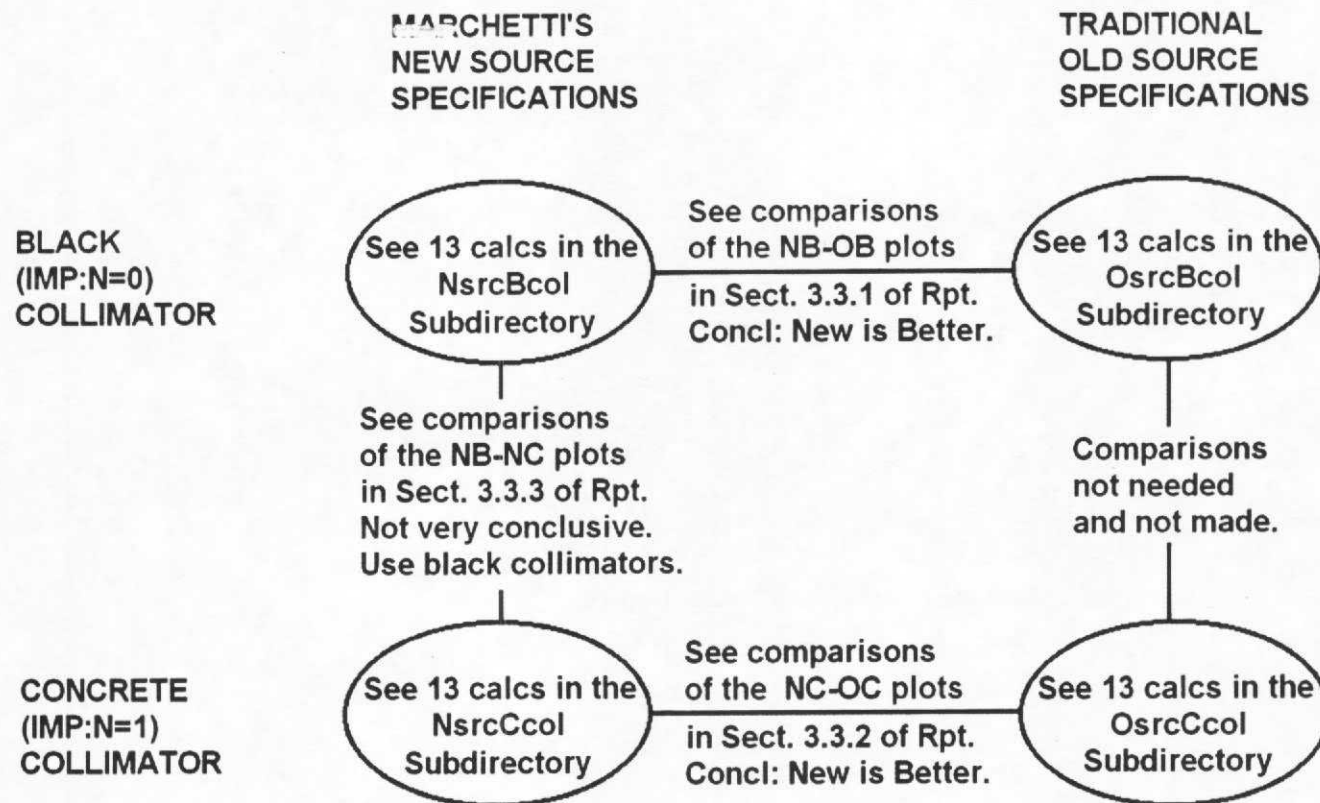 MARCHETTI'S
NEW SOURCE
SPECIFICATIONS
TRADITIONAL
OLD SOURCE
SPECIFICATIONS
BLACK
(IMP:N=0)
COLLIMATOR
See 13 calcs in the
NsrcBcol
Subdirectory
See comparisons
of the NB-OB plots
in Sect. 3.3.1 of Rpt.
Concl: New is Better.
See 13 calcs in the
OsrcBcol
Subdirectory
See comparisons
of the NB-NC plots
in Sect. 3.3.3 of Rpt.
Not very conclusive.
Use black collimators.
Comparisons
not needed
and not made.
CONCRETE
(IMP:N=1)
COLLIMATOR
See 13 calcs in the
NsrcCcol
Subdirectory
See comparisons
of the NC-OC plots
in Sect. 3.3.2 of Rpt.
Concl: New is Better.
See 13 calcs in the
OsrcCcol
Subdirectory